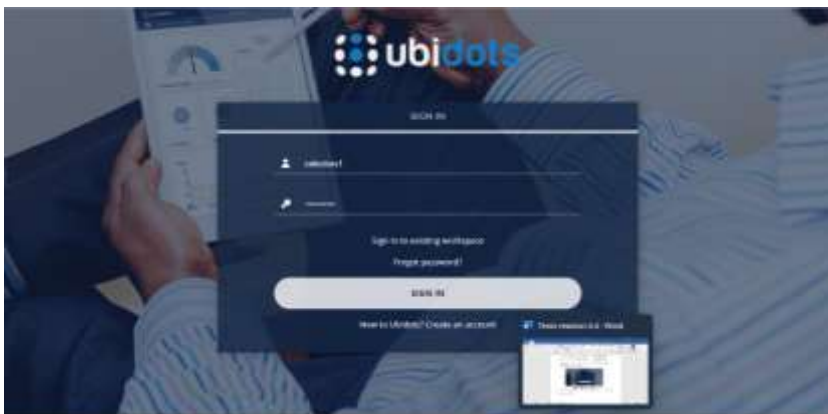 ubidots
SIGN IN
Sign in to existing workspace
Forgot password?
SIGN IN
New to Ubidots? Create an account